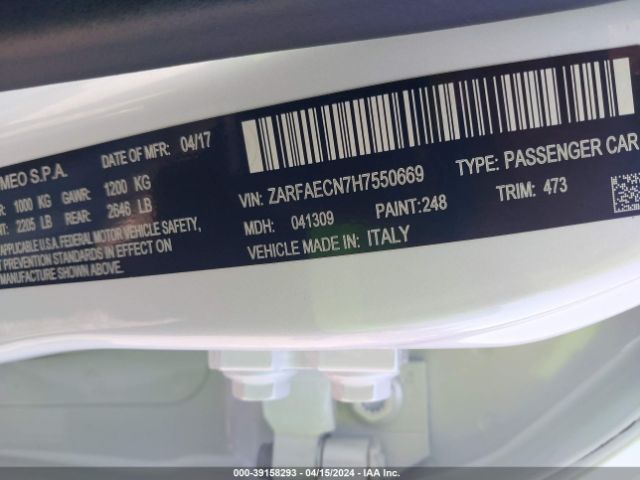 MEO S.P.A. DATE OF MFR: 04/17
1000 KG GAWR: 1200 KG
2205 LB REAR: 2646 LB
APPLICABLE U.S.A. FEDERAL MOTOR VEHICLE SAFETY,
PREVENTION STANDARDS IN EFFECT ON
MANUFACTURE SHOWN ABOVE.
VIN: ZARFAECN7H7550669 TYPE: PASSENGER CAR
MDH: 041309 PAINT: 248 TRIM: 473
VEHICLE MADE IN: ITALY
000-39158293 - 04/15/2024 - IAA Inc.